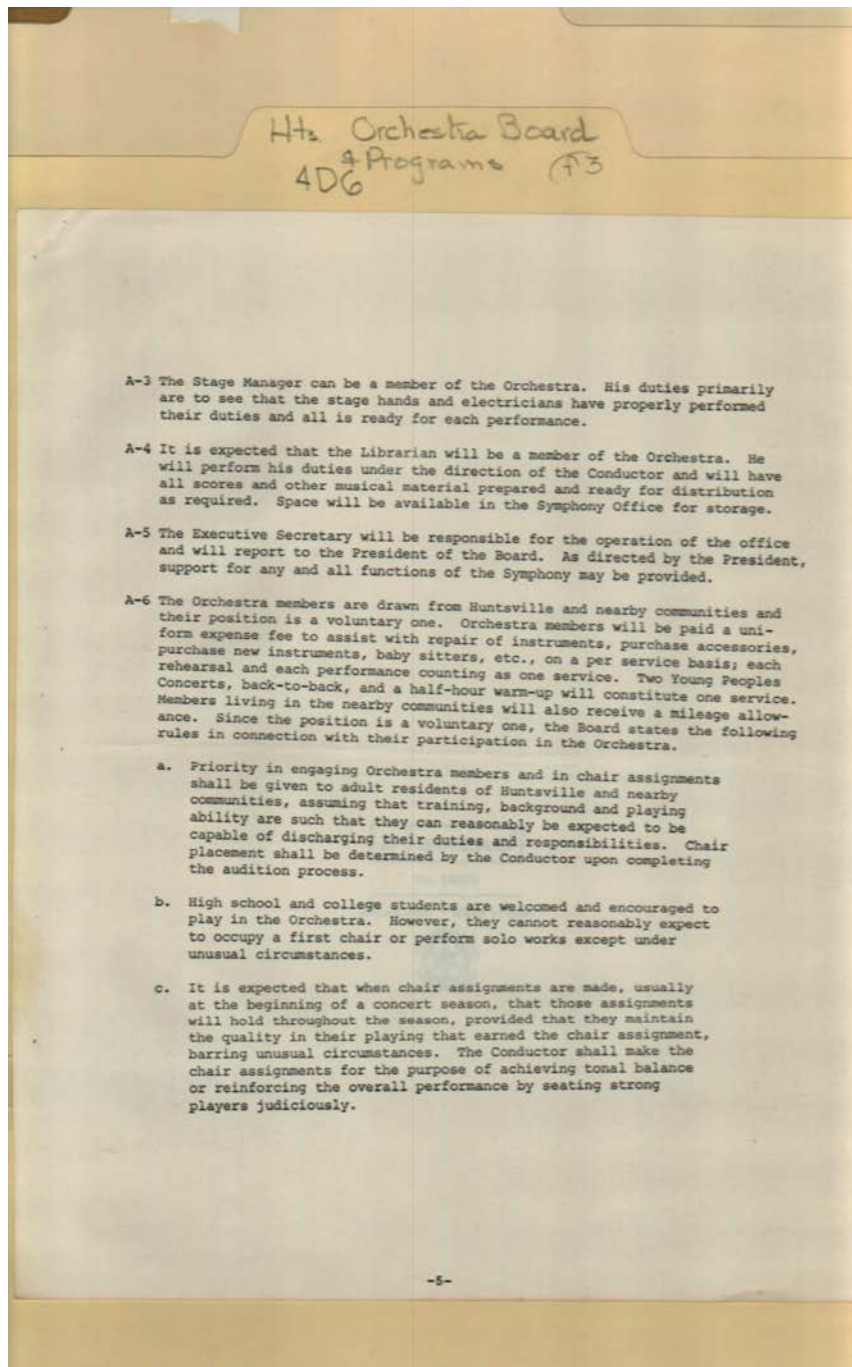 Hts. Orchestra Board
& Programs
4D6 f3
A-3 The Stage Manager can be a member of the Orchestra. His duties primarily
are to see that the stage hands and electricians have properly performed
their duties and all is ready for each performance.
A-4 It is expected that the Librarian will be a member of the Orchestra. He
will perform his duties under the direction of the Conductor and will have
all scores and other musical material prepared and ready for distribution
as required. Space will be available in the Symphony Office for storage.
A-5 The Executive Secretary will be responsible for the operation of the office
and will report to the President of the Board. As directed by the President,
support for any and all functions of the Symphony may be provided.
A-6 The Orchestra members are drawn from Huntsville and nearby communities and
their position is a voluntary one. Orchestra members will be paid a uni-
form expense fee to assist with repair of instruments, purchase accessories,
purchase new instruments, baby sitters, etc., on a per service basis; each
rehearsal and each performance counting as one service. Two Young Peoples
Concerts, back-to-back, and a half-hour warm-up will constitute one service.
Members living in the nearby communities will also receive a mileage allow-
ance. Since the position is a voluntary one, the Board states the following
rules in connection with their participation in the Orchestra.
a. Priority in engaging Orchestra members and in chair assignments
shall be given to adult residents of Huntsville and nearby
communities, assuming that training, background and playing
ability are such that they can reasonably be expected to be
capable of discharging their duties and responsibilities. Chair
placement shall be determined by the Conductor upon completing
the audition process.
b. High school and college students are welcomed and encouraged to
play in the Orchestra. However, they cannot reasonably expect
to occupy a first chair or perform solo works except under
unusual circumstances.
c. It is expected that when chair assignments are made, usually
at the beginning of a concert season, that those assignments
will hold throughout the season, provided that they maintain
the quality in their playing that earned the chair assignment,
barring unusual circumstances. The Conductor shall make the
chair assignments for the purpose of achieving tonal balance
or reinforcing the overall performance by seating strong
players judiciously.
-5-